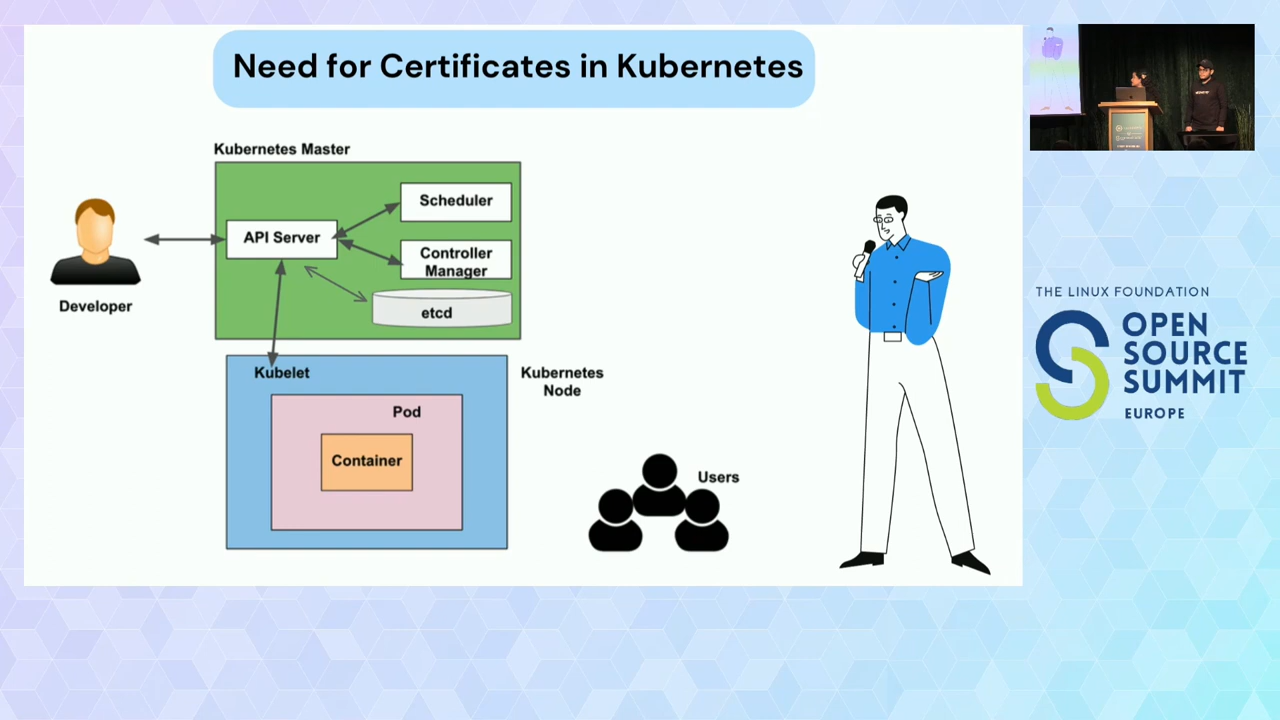 Need for Certificates in Kubernetes
Kubernetes Master
Scheduler
API Server
Controller
Manager
etcd
Developer
Kubelet
Kubernetes
Node
Pod
Container
Users
THE LINUX FOUNDATION
OPEN
SOURCE
SUMMIT
EUROPE